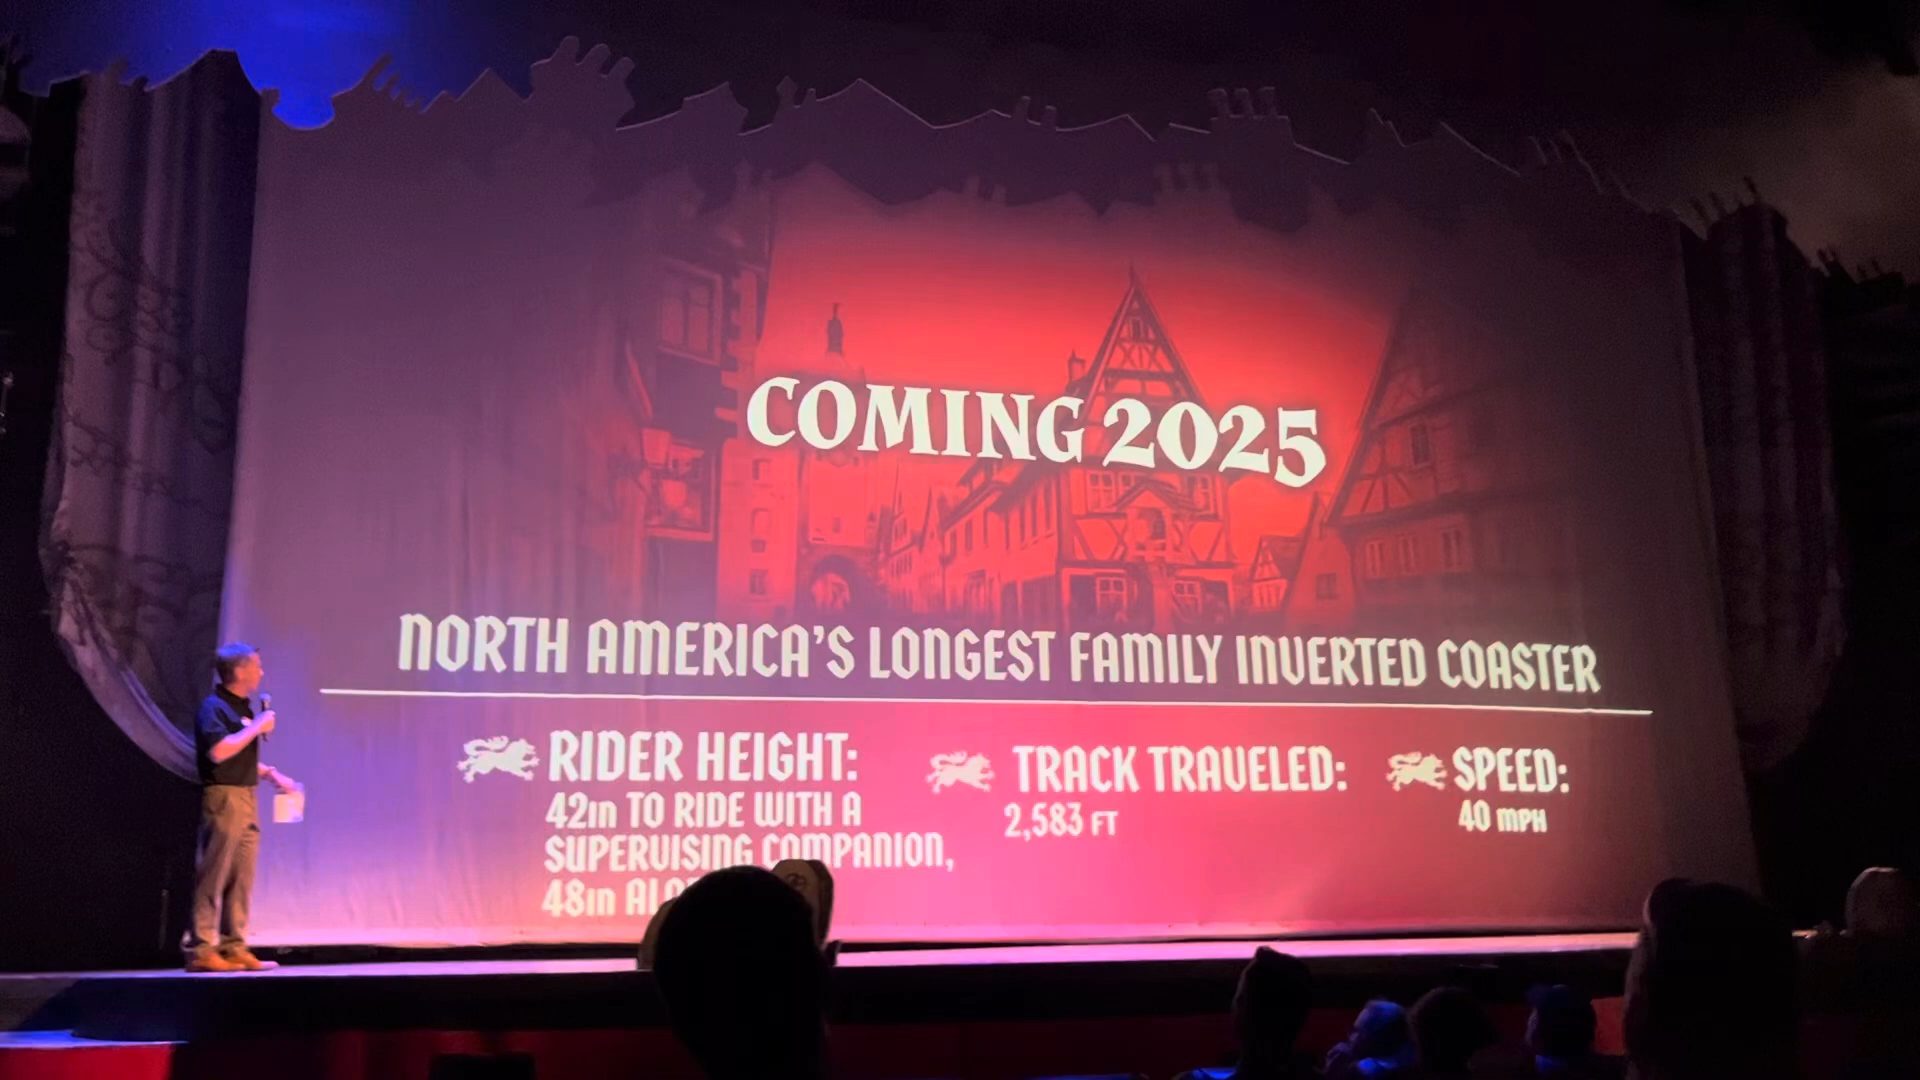 COMING 2025
NORTH AMERICA'S LONGEST FAMILY INVERTED COASTER
RIDER HEIGHT:
42in TO RIDE WITH A
SUPERVISING COMPANION,
48in
TRACK TRAVELED:
2,583 FT
SPEED:
40 MPH